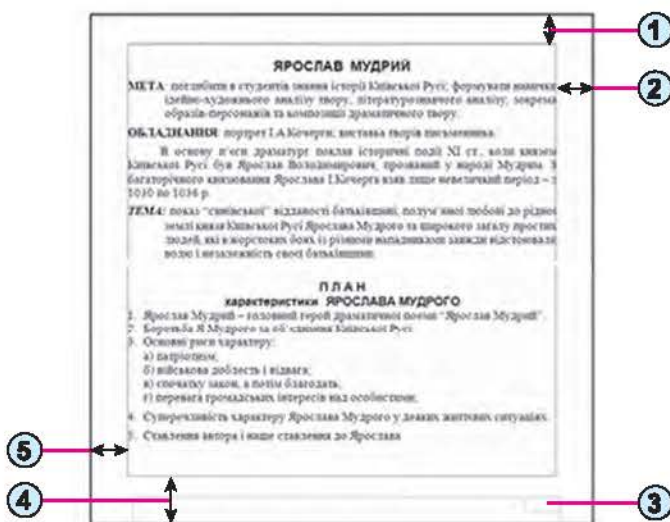 ЯРОСЛАВ МУДРИЙ
МЕТА: поглибити в студентів знання історії Київської Русі; формувати навички
ідейно-художнього аналізу твору, літературознавчого аналізу, зокрема
образів-персонажів та композиції драматичного твору.
ОБЛАДНАННЯ: портрет І.А.Кочерги; виставка творів письменника.
В основу п'єси драматург поклав історичні події ХІ ст., коли князем
Київської Русі був Ярослав Володимирович, прозваний у народі Мудрим. З
багаторічного князювання Ярослава І.Кочерга взяв лише невеличкий період – з
1030 по 1036 р.
ТЕМА: показ "синівської" відданості батьківщині, полум'яної любові до рідної
землі князя Київської Русі Ярослава Мудрого та широкого загалу простих
людей, які в жорстоких боях із різними нападниками завжди відстоювали
волю і незалежність своєї батьківщини.
ПЛАН
характеристики ЯРОСЛАВА МУДРОГО
1. Ярослав Мудрий – головний герой драматичної поеми "Ярослав Мудрий".
2. Боротьба Я.Мудрого за об'єднання Київської Русі
3. Основні риси характеру:
а) патріотизм;
б) військова доблесть і відвага;
в) спочатку закон, а потім благодать;
г) перевага громадських інтересів над особистими;
4. Суперечливість характеру Ярослава Мудрого у деяких життєвих ситуаціях.
5. Ставлення автора і наше ставлення до Ярослава
1
2
3
4
5